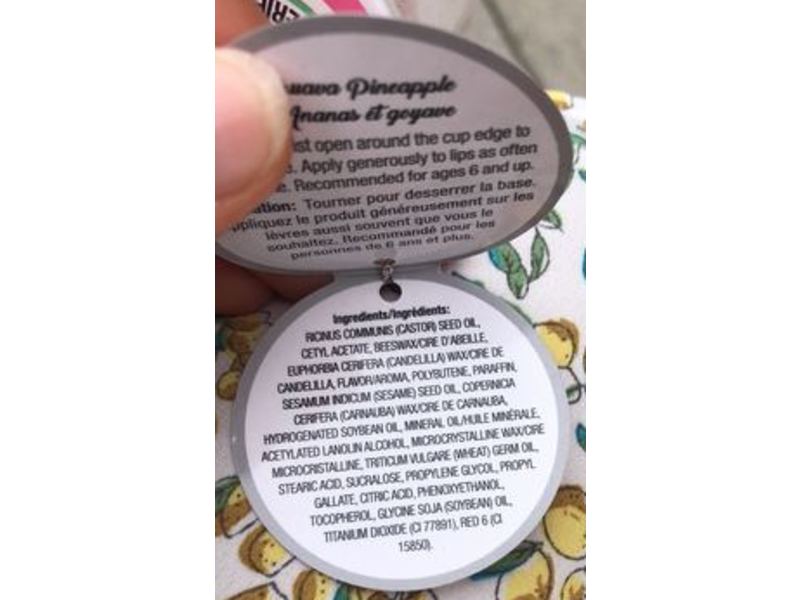 Pineapple
Ananas et goyave
open around the cup edge to
Apply generously to lips as often
Recommended for ages 6 and up.
Tourner pour desserrer la base.
le produit généreusement sur les
lèvres aussi souvent que vous le
souhaitez. Recommandé pour les
personnes de 6 ans et plus.
Ingredients/Ingrédients:
RICINUS COMMUNIS (CASTOR) SEED OIL,
CETYL ACETATE, BEESWAX/CIRE D'ABEILLE,
EUPHORBIA CERIFERA (CANDELILLA) WAX/CIRE DE
CANDELILLA, FLAVOR/AROMA, POLYBUTENE, PARAFFIN,
SESAMUM INDICUM (SESAME) SEED OIL, COPERNICIA
CERIFERA (CARNAUBA) WAX/CIRE DE CARNAUBA,
HYDROGENATED SOYBEAN OIL, MINERAL OIL/HUILE MINÉRALE,
ACETYLATED LANOLIN ALCOHOL, MICROCRYSTALLINE WAX/CIRE
MICROCRISTALLINE, TRITICUM VULGARE (WHEAT) GERM OIL,
STEARIC ACID, SUCRALOSE, PROPYLENE GLYCOL, PROPYL
GALLATE, CITRIC ACID, PHENOXYETHANOL,
TOCOPHEROL, GLYCINE SOJA (SOYBEAN) OIL,
TITANIUM DIOXIDE (CI 77891), RED 6 (CI
15850).